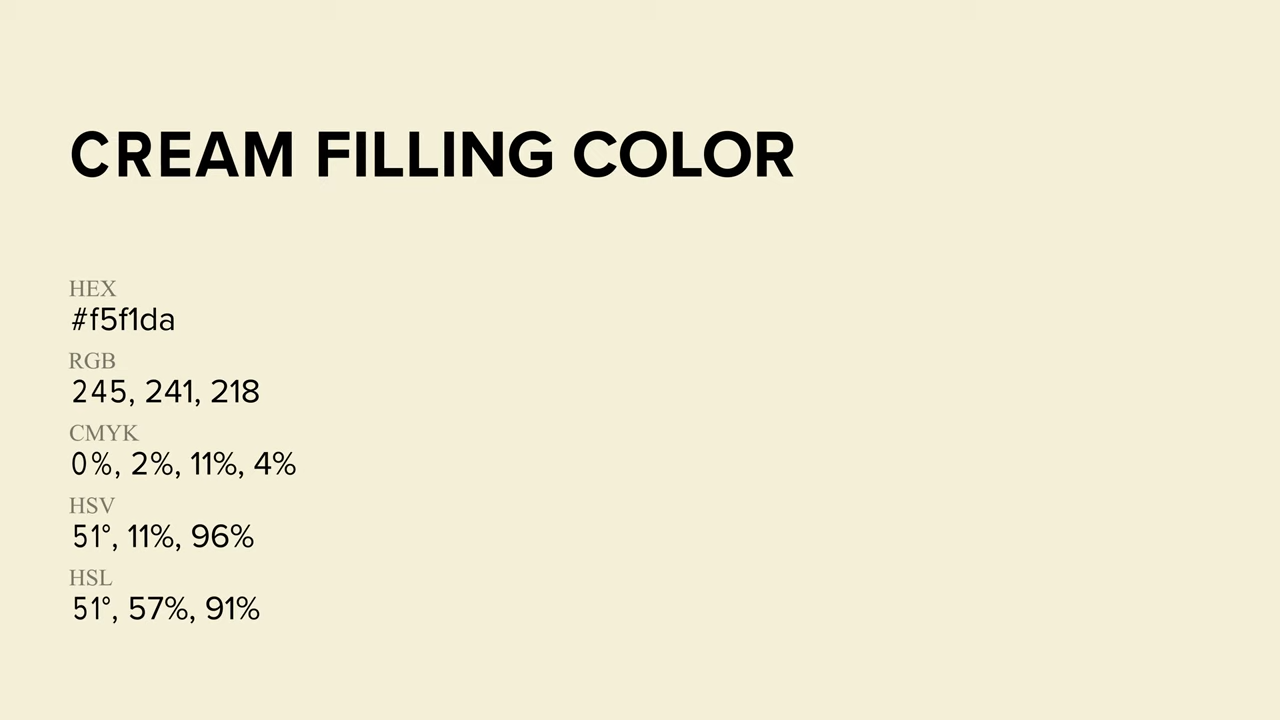 CREAM FILLING COLOR
HEX
#f5f1da
RGB
245, 241, 218
CMYK
0%, 2%, 11%, 4%
HSV
51°, 11%, 96%
HSL
51°, 57%, 91%